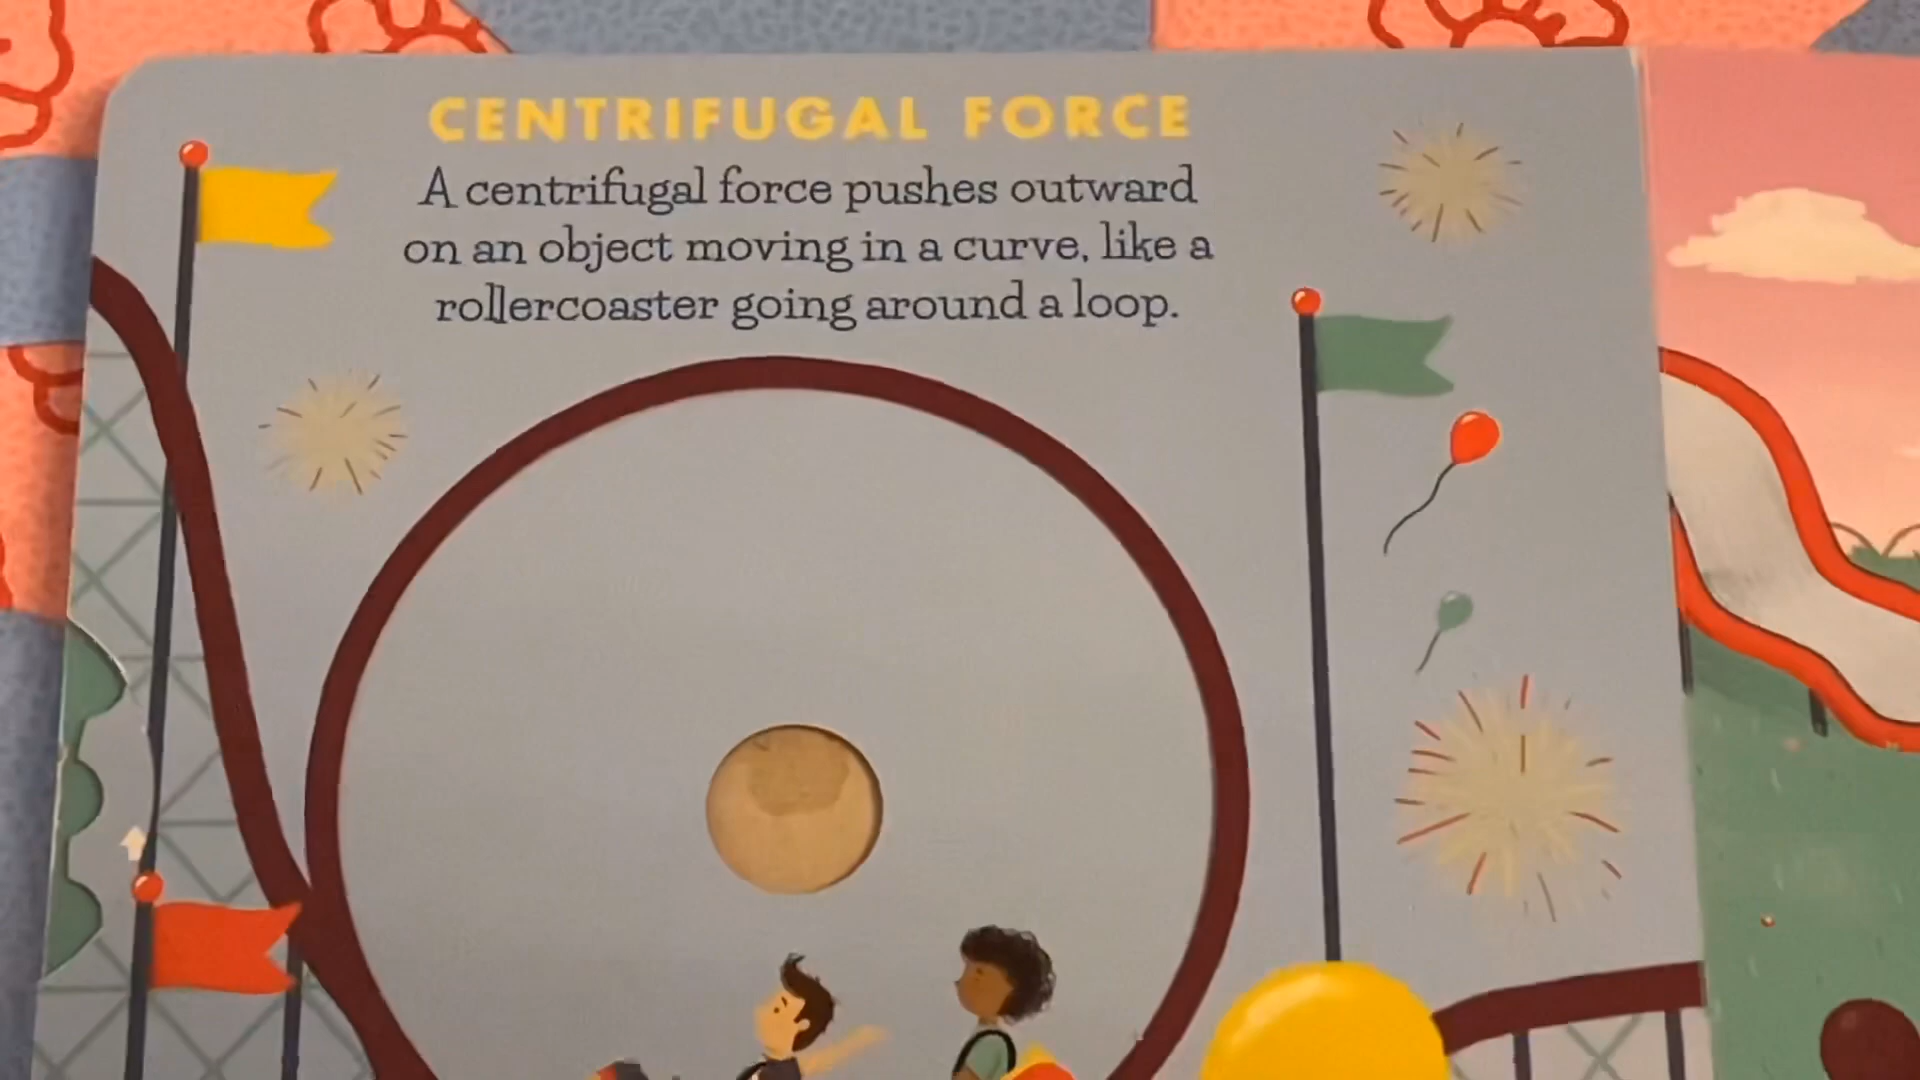 CENTRIFUGAL FORCE
A centrifugal force pushes outward
on an object moving in a curve, like a
rollercoaster going around a loop.